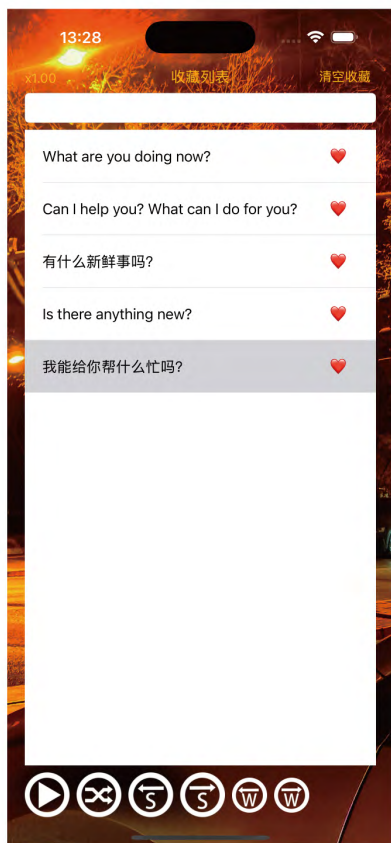 13:28
x1.00 收藏列表 清空收藏
What are you doing now?
Can I help you? What can I do for you?
有什么新鲜事吗?
Is there anything new?
我能给你帮什么忙吗?
S S W W